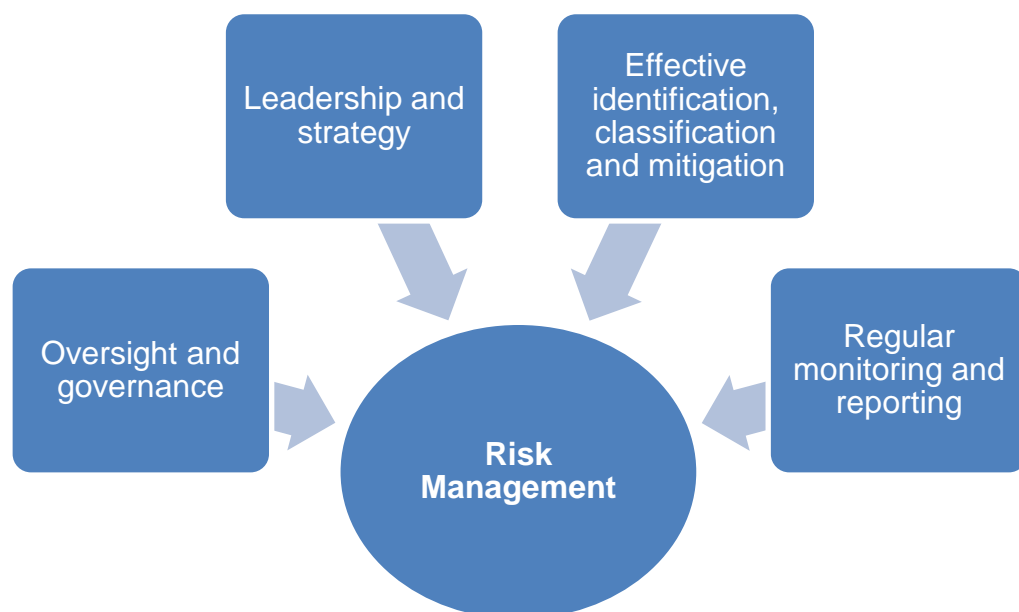 Leadership and
strategy
Effective
identification,
classification
and mitigation
Oversight and
governance
Regular
monitoring and
reporting
Risk
Management